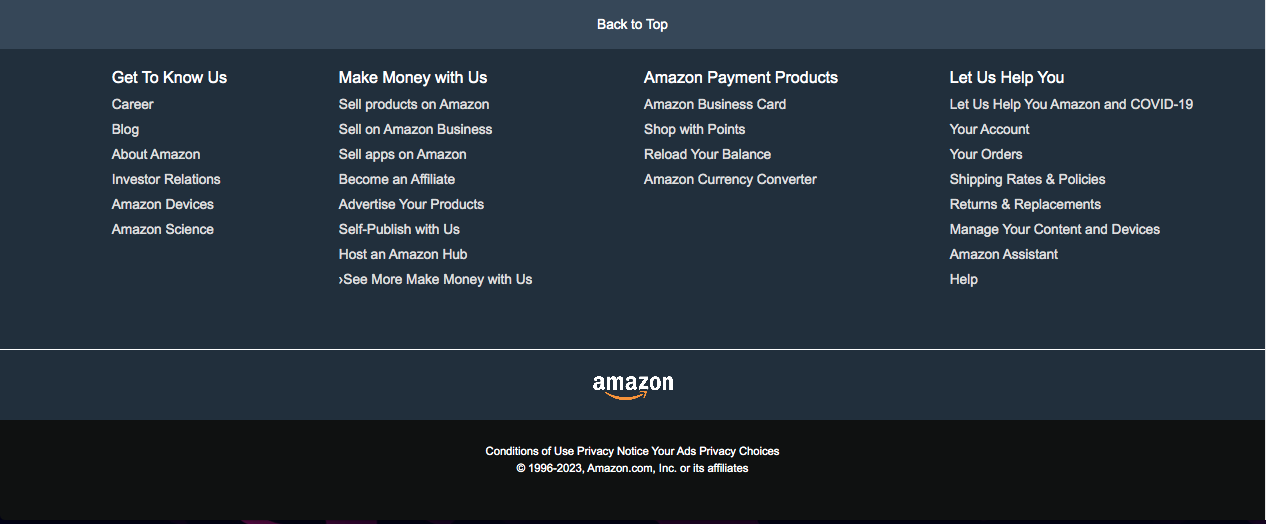 Back to Top
Get To Know Us
Career
Blog
About Amazon
Investor Relations
Amazon Devices
Amazon Science
Make Money with Us
Sell products on Amazon
Sell on Amazon Business
Sell apps on Amazon
Become an Affiliate
Advertise Your Products
Self-Publish with Us
Host an Amazon Hub
›See More Make Money with Us
Amazon Payment Products
Amazon Business Card
Shop with Points
Reload Your Balance
Amazon Currency Converter
Let Us Help You
Let Us Help You Amazon and COVID-19
Your Account
Your Orders
Shipping Rates & Policies
Returns & Replacements
Manage Your Content and Devices
Amazon Assistant
Help
amazon
Conditions of Use Privacy Notice Your Ads Privacy Choices
© 1996-2023, Amazon.com, Inc. or its affiliates